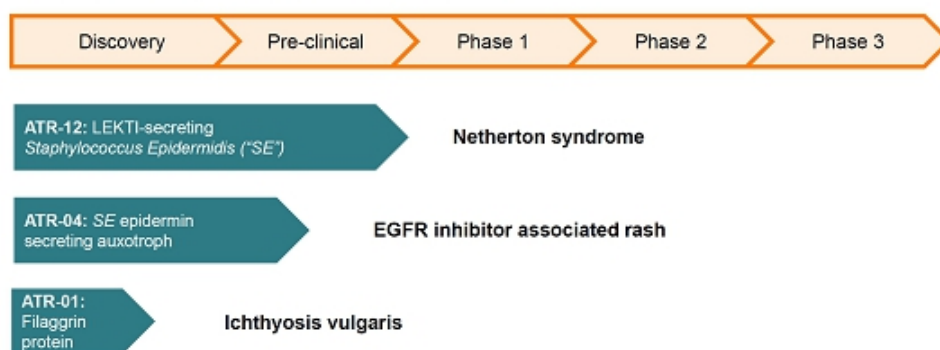 Discovery
Pre-clinical
Phase 1
Phase 2
Phase 3
ATR-12: LEKTI-secreting
Staphylococcus Epidermidis ("SE")
Netherton syndrome
ATR-04: SE epidermin
secreting auxotroph
EGFR inhibitor associated rash
ATR-01:
Filaggrin
protein
Ichthyosis vulgaris